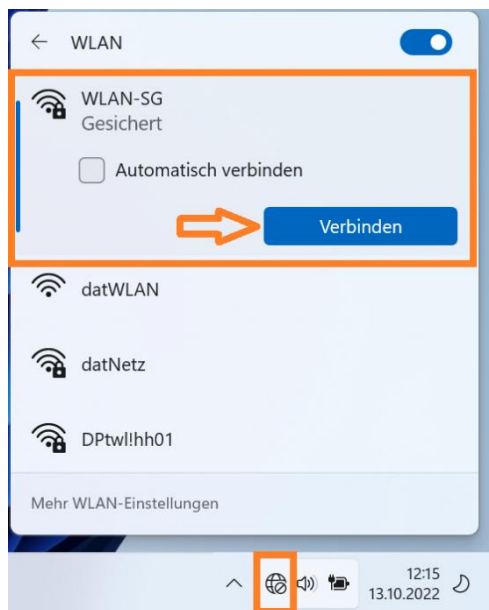 WLAN
WLAN-SG
Gesichert
Automatisch verbinden
Verbinden
datWLAN
datNetz
DPtwl!hh01
Mehr WLAN-Einstellungen
12:15
13.10.2022